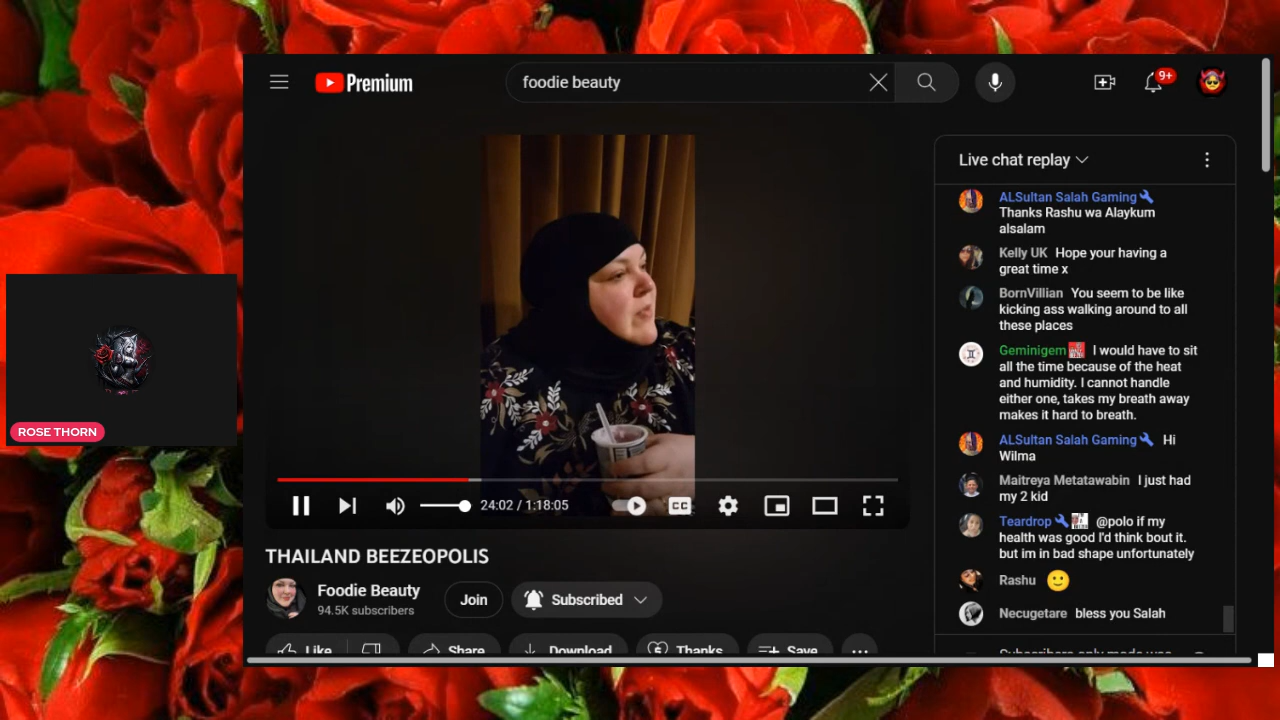 Premium
foodie beauty
9+
Live chat replay
ALSultan Salah Gaming
Thanks Rashu wa Alaykum
alsalam
Kelly UK Hope your having a
great time x
BornVillian You seem to be like
kicking ass walking around to all
these places
Geminigem I would have to sit
all the time because of the heat
and humidity. I cannot handle
either one, takes my breath away
makes it hard to breath.
ALSultan Salah Gaming Hi
Wilma
Maitreya Metatawabin I just had
my 2 kid
Teardrop @polo if my
health was good I'd think bout it.
but im in bad shape unfortunately
Rashu
Necugetare bless you Salah
Subscribers-only mode was
ROSE THORN
24:02 / 1:18:05
CC
THAILAND BEEZEOPOLIS
Foodie Beauty
94.5K subscribers
Join
Subscribed
Like
Share
Download
Thanks
Save